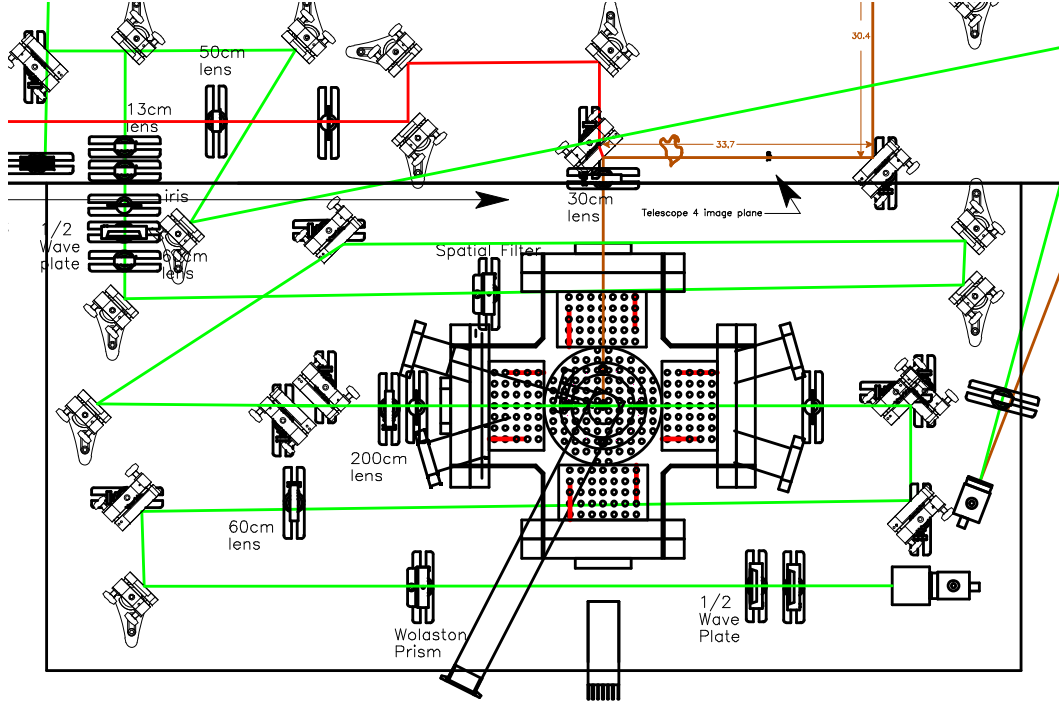 30.4
50cm
lens
13cm
lens
33.7
iris
30cm
lens
Telescope 4 image plane
1/2
Wave
plate
60cm
lens
Spatial Filter
200cm
lens
60cm
lens
1/2
Wave
Plate
Wolaston
Prism